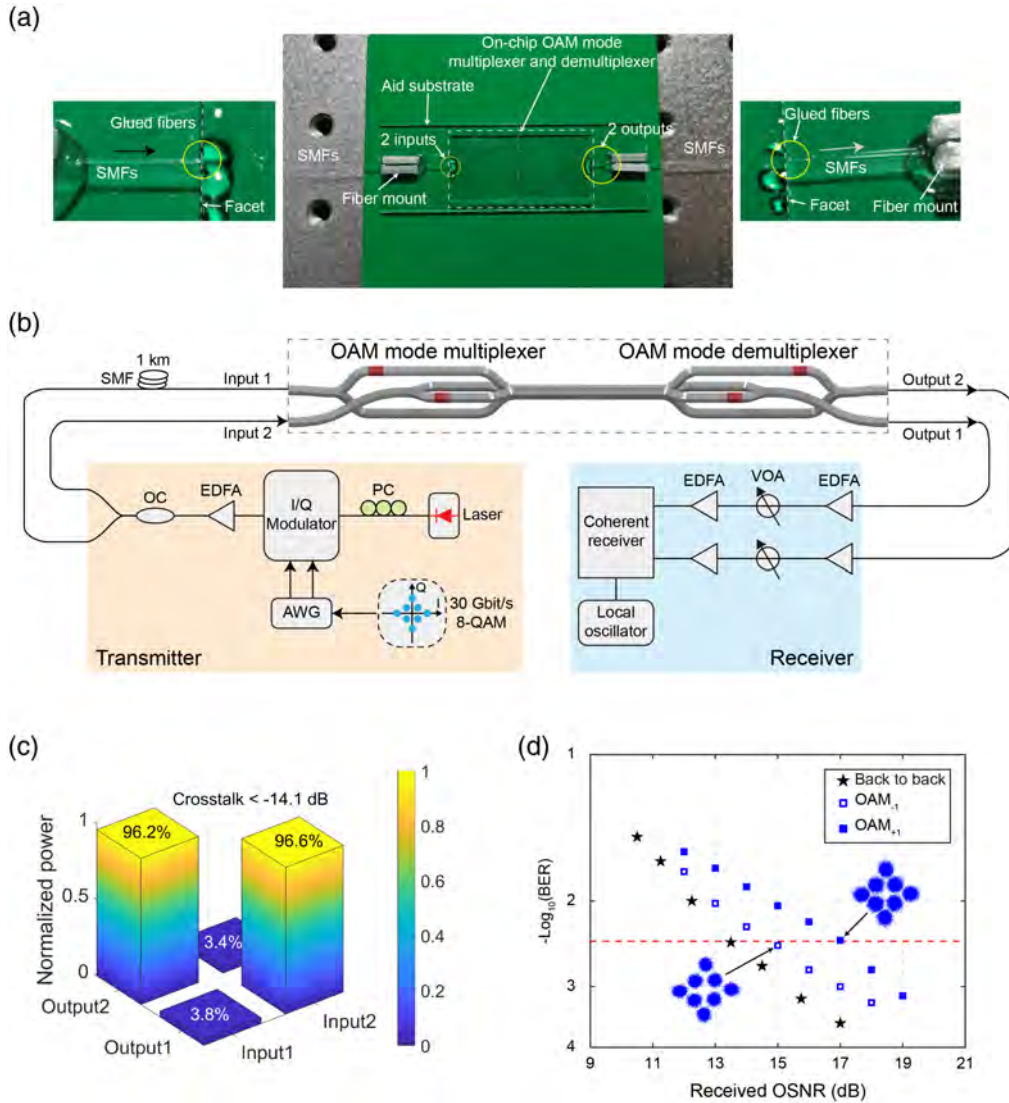 (a)
On-chip OAM mode
multiplexer and demultiplexer
Aid substrate
Glued fibers
SMFs
Facet
2 inputs
2 outputs
SMFs
SMFs
Fiber mount
Glued fibers
SMFs
Facet
Fiber mount
(b)
OAM mode multiplexer
OAM mode demultiplexer
1 km
SMF
Input 1
Input 2
Output 2
Output 1
OC
EDFA
I/Q
Modulator
PC
Laser
AWG
Q
I
30 Gbit/s
8-QAM
Transmitter
EDFA
VOA
EDFA
Coherent
receiver
Local
oscillator
Receiver
(c)
Crosstalk < -14.1 dB
Normalized power
1
0.5
0
96.2%
96.6%
3.4%
3.8%
Output2
Output1
Input1
Input2
1
0.8
0.6
0.4
0.2
0
(d)
-Log10(BER)
1
2
3
4
Back to back
OAM-1
OAM+1
9
11
13
15
17
19
21
Received OSNR (dB)